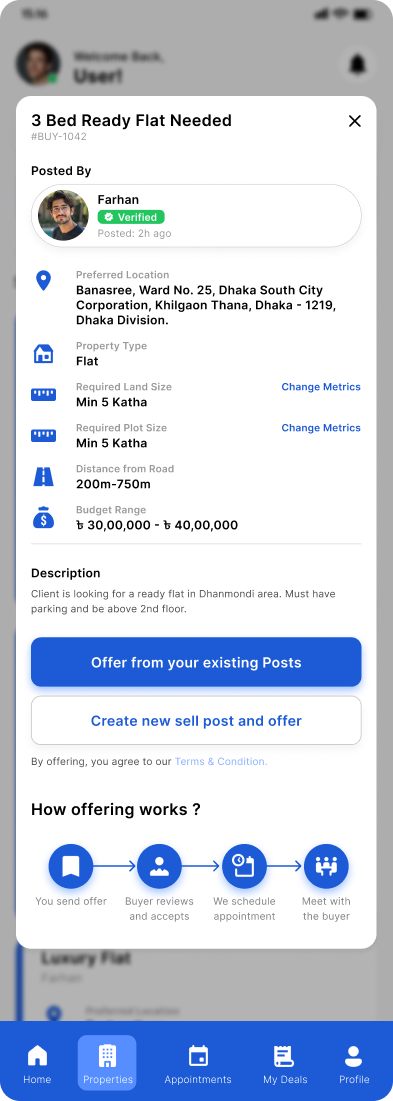 15:16
Welcome Back,
User!
3 Bed Ready Flat Needed
#BUY-1042
Posted By
Farhan
Verified
Posted: 2h ago
Preferred Location
Banasree, Ward No. 25, Dhaka South City
Corporation, Khilgaon Thana, Dhaka - 1219,
Dhaka Division.
Property Type
Flat
Required Land Size
Change Metrics
Min 5 Katha
Required Plot Size
Change Metrics
Min 5 Katha
Distance from Road
200m-750m
Budget Range
৳ 30,00,000 - ৳ 40,00,000
Description
Client is looking for a ready flat in Dhanmondi area. Must have
parking and be above 2nd floor.
Offer from your existing Posts
Create new sell post and offer
By offering, you agree to our Terms & Condition.
How offering works ?
You send offer
Buyer reviews
and accepts
We schedule
appointment
Meet with
the buyer
Luxury Flat
Farhan
Preferred Location
Home
Properties
Appointments
My Deals
Profile